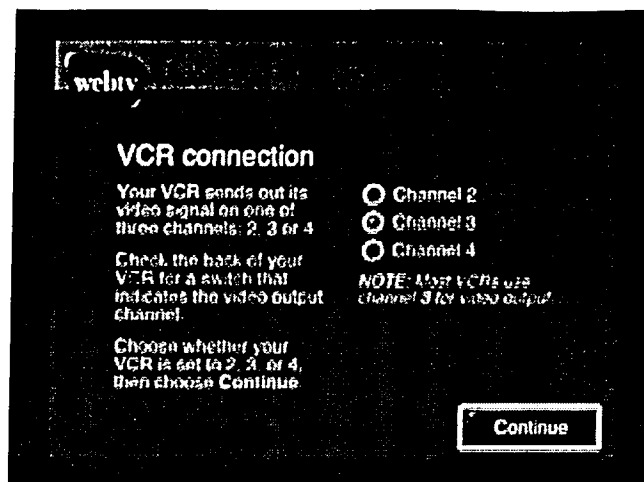 webtv
VCR connection
Your VCR sends out its
video signal on one of
three channels: 2, 3 or 4
Check the back of your
VCR for a switch that
indicates the video output
channel.
Choose whether your
VCR is set to 2, 3, or 4,
then choose Continue.
Channel 2
Channel 3
Channel 4
NOTE: Most VCRs use
channel 3 for video output.
Continue